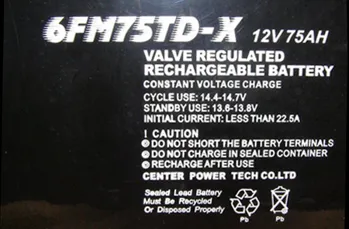 6FM75TD-X 12V 75AH
VALVE REGULATED
RECHARGEABLE BATTERY
CONSTANT VOLTAGE CHARGE
CYCLE USE: 14.4-14.7V
STANDBY USE: 13.6-13.8V
INITIAL CURRENT: LESS THAN 22.5A
! CAUTION
DO NOT SHORT THE BATTERY TERMINALS
DO NOT CHARGE IN SEALED CONTAINER
RECHARGE AFTER USE
CENTER POWER TECH CO.LTD
Sealed Lead Battery
Must Be Recycled
Or Disposed Of Properly
Pb